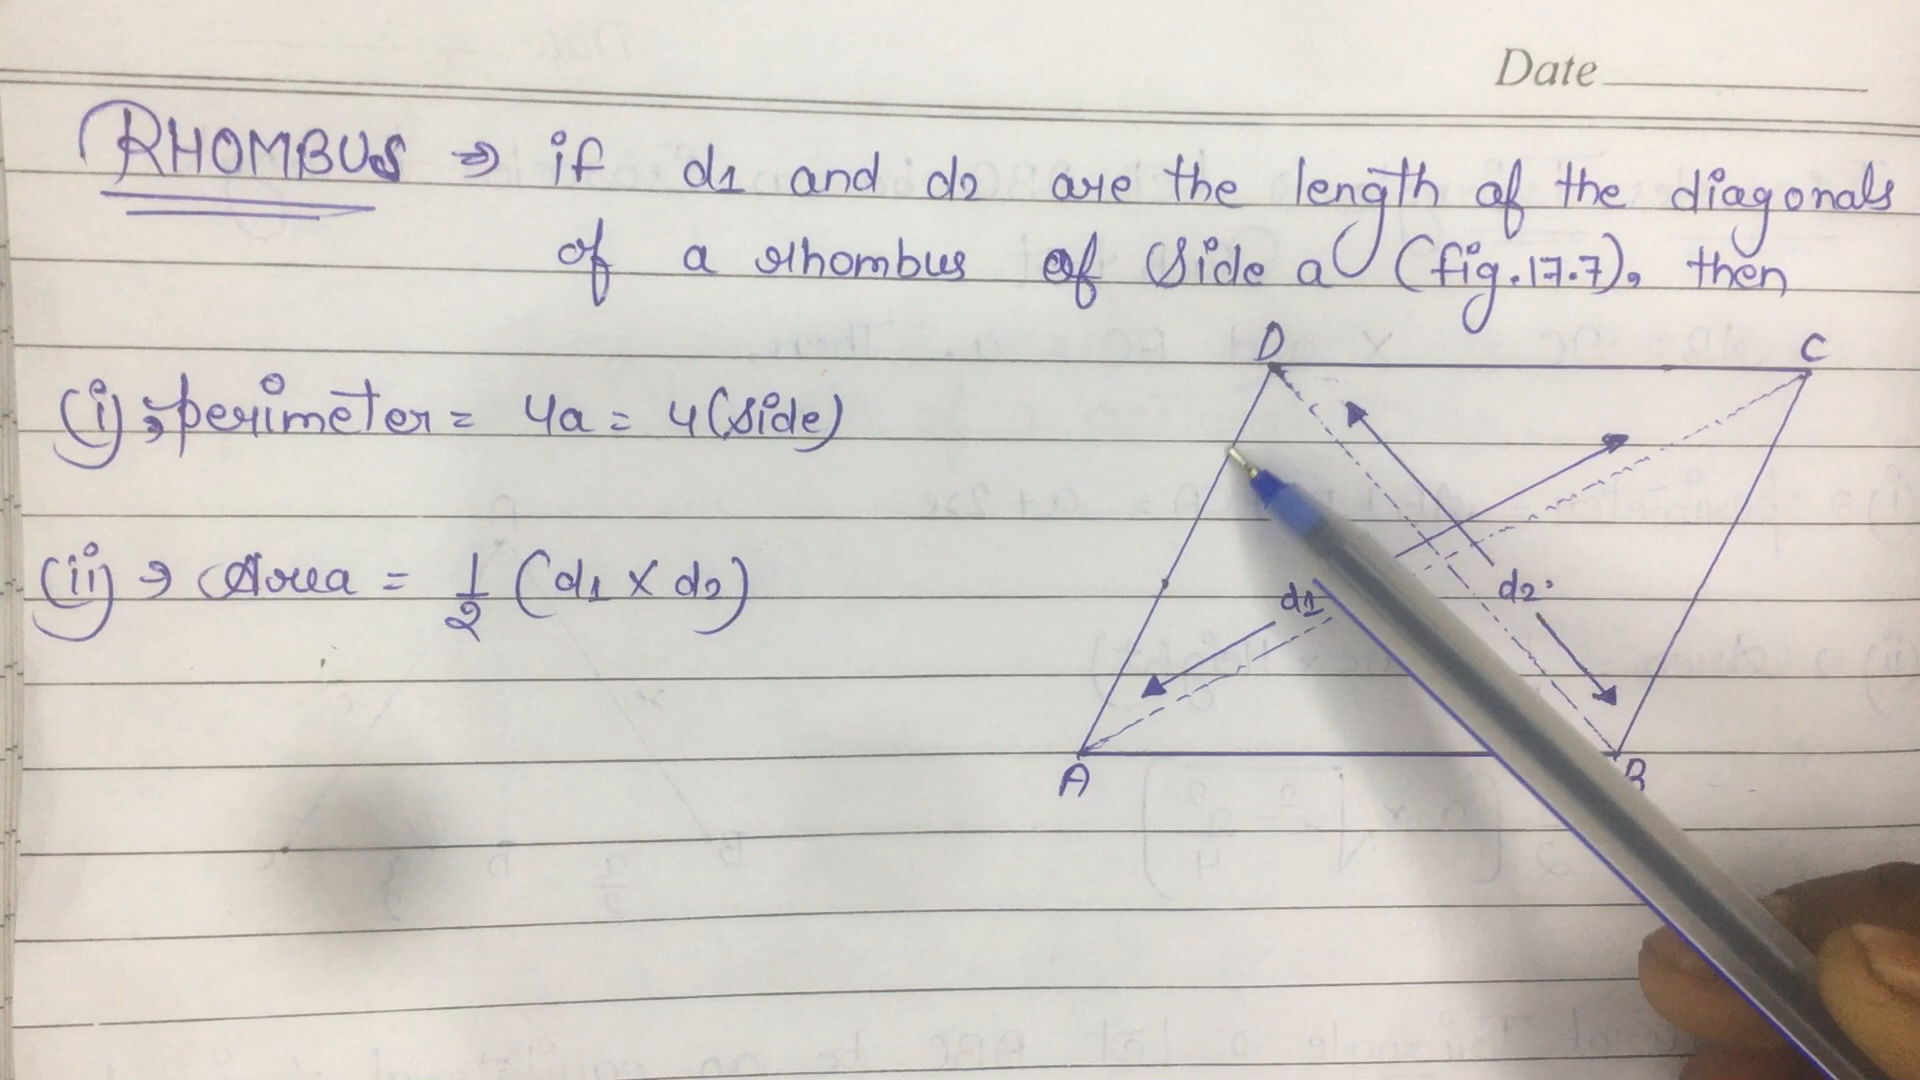 Date
RHOMBUS ⇒ if d1 and d2 are the length of the diagonals
of a rhombus of side a (fig.17.7), then
(i) → perimeter = 4a = 4(side)
(ii) → Area = 1/2 (d1 × d2)
D
C
d1
d2
A
B